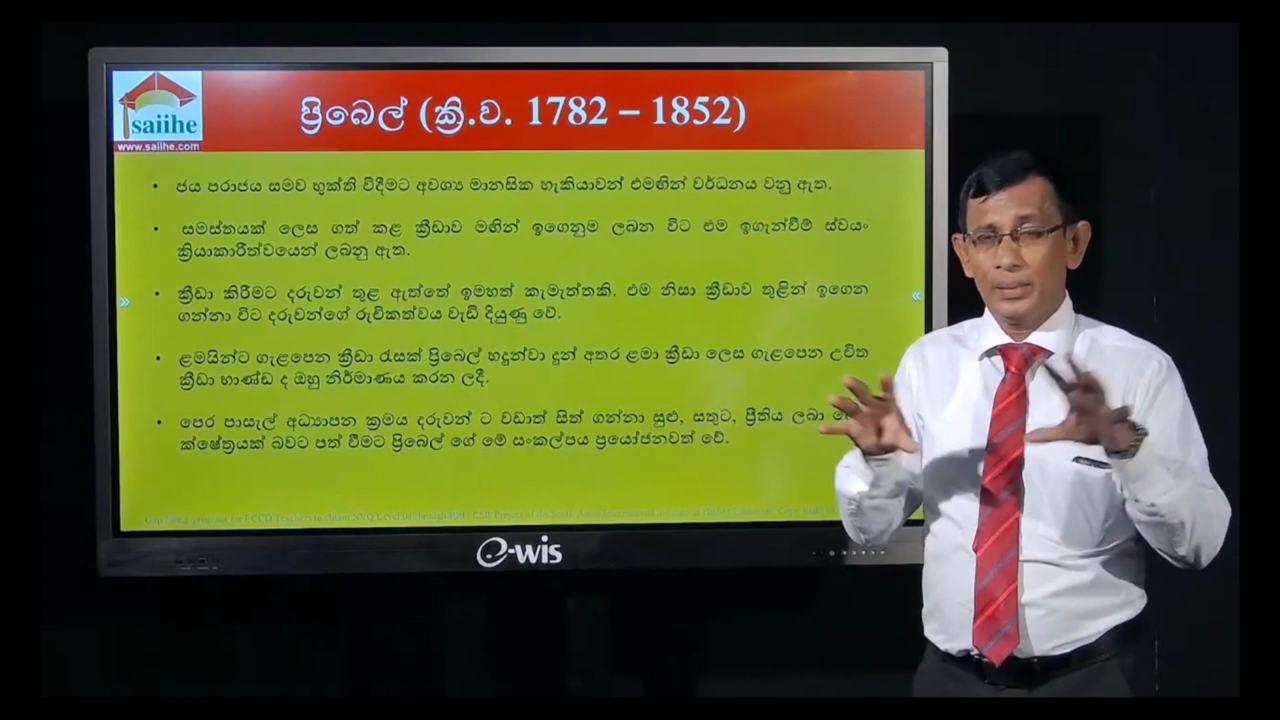 saiihe
www.saiihe.com
ප්‍රිබෙල් (ක්‍රි.ව. 1782 – 1852)
• ජය පරාජය සමව භුක්ති විදීමට අවශ්‍ය මානසික හැකියාවන් එමඟින් වර්ධනය වනු ඇත.
• සමස්තයක් ලෙස ගත් කළ ක්‍රීඩාව මඟින් ඉගෙනුම ලබන විට එම ඉගැන්වීම් ස්වයං
ක්‍රියාකාරීත්වයෙන් ලබනු ඇත.
• ක්‍රීඩා කිරීමට දරුවන් තුළ ඇත්තේ ඉමහත් කැමැත්තකි. එම නිසා ක්‍රීඩාව තුළින් ඉගෙන
ගන්නා විට දරුවන්ගේ රුචිකත්වය වැඩි දියුණු වේ.
• ළමයින්ට ගැළපෙන ක්‍රීඩා රැසක් ප්‍රිබෙල් හඳුන්වා දුන් අතර ළමා ක්‍රීඩා ලෙස ගැළපෙන උචිත
ක්‍රීඩා භාණ්ඩ ද ඔහු නිර්මාණය කරන ලදී.
• පෙර පාසැල් අධ්‍යාපන ක්‍රමය දරුවන් ට වඩාත් සිත් ගන්නා සුළු, සතුට, ප්‍රීතිය ලබා
ක්ෂේත්‍රයක් බවට පත් වීමට ප්‍රිබෙල් ගේ මේ සංකල්පය ප්‍රයෝජනවත් වේ.
e-wis